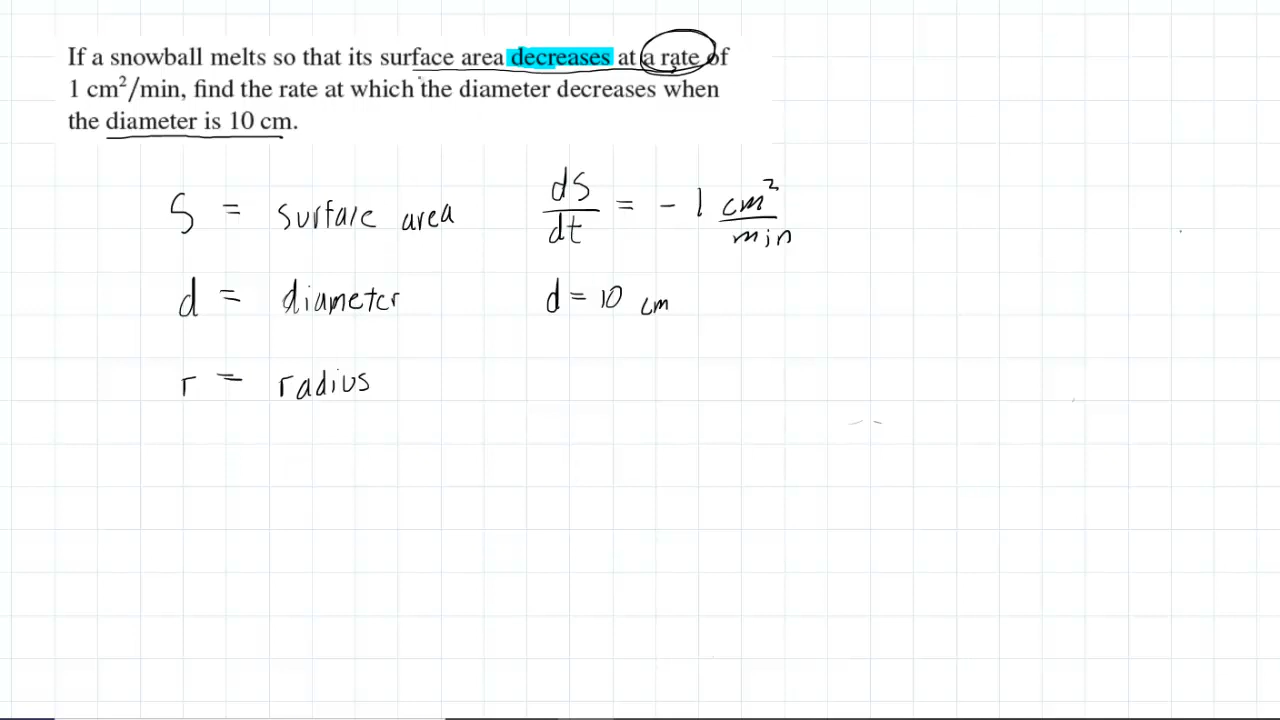 If a snowball melts so that its surface area decreases at a rate of
1 cm²/min, find the rate at which the diameter decreases when
the diameter is 10 cm.
S = surface area
dS/dt = -1 cm²/min
d = diameter
d = 10 cm
r = radius